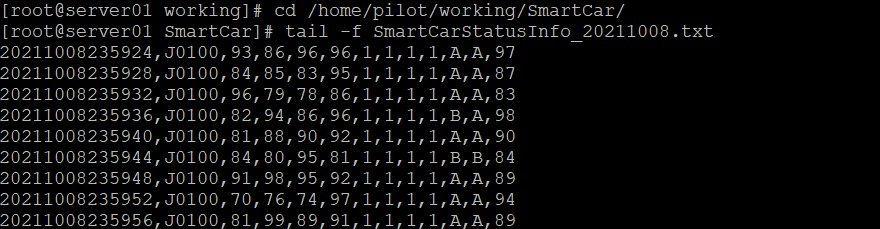 [root@server01 working]# cd /home/pilot/working/SmartCar/
[root@server01 SmartCar]# tail -f SmartCarStatusInfo_20211008.txt
20211008235924,J0100,93,86,96,96,1,1,1,1,A,A,97
20211008235928,J0100,84,85,83,95,1,1,1,1,A,A,87
20211008235932,J0100,96,79,78,86,1,1,1,1,A,A,83
20211008235936,J0100,82,94,86,96,1,1,1,1,B,A,98
20211008235940,J0100,81,88,90,92,1,1,1,1,A,A,90
20211008235944,J0100,84,80,95,81,1,1,1,1,B,B,84
20211008235948,J0100,91,98,95,92,1,1,1,1,A,A,89
20211008235952,J0100,70,76,74,97,1,1,1,1,A,A,94
20211008235956,J0100,81,99,89,91,1,1,1,1,A,A,89